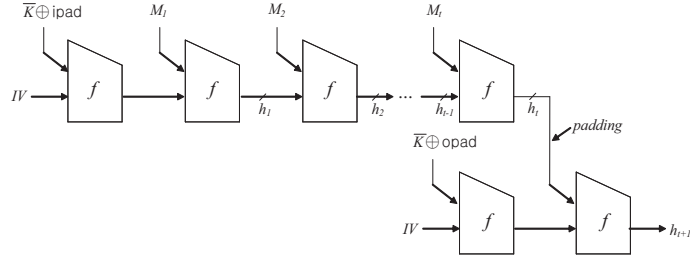 K̅⊕ipad M₁ M₂ Mₜ
IV f f h₁ f h₂ ... hₜ₋₁ f hₜ
padding
K̅⊕opad
IV f f hₜ₊₁